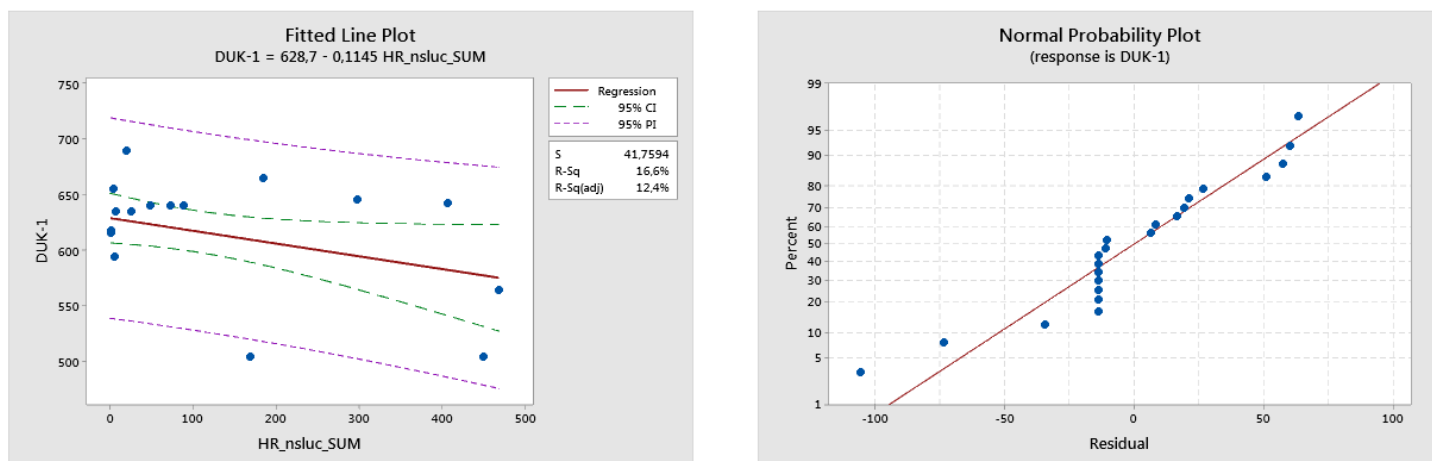 Fitted Line Plot
DUK-1 = 628,7 - 0,1145 HR_nsluc_SUM
750
700
650
600
550
500
DUK-1
0
100
200
300
400
500
HR_nsluc_SUM
Regression
95% CI
95% PI
S 41,7594
R-Sq 16,6%
R-Sq(adj) 12,4%
Normal Probability Plot
(response is DUK-1)
99
95
90
80
70
60
50
40
30
20
10
5
1
Percent
-100
-50
0
50
100
Residual